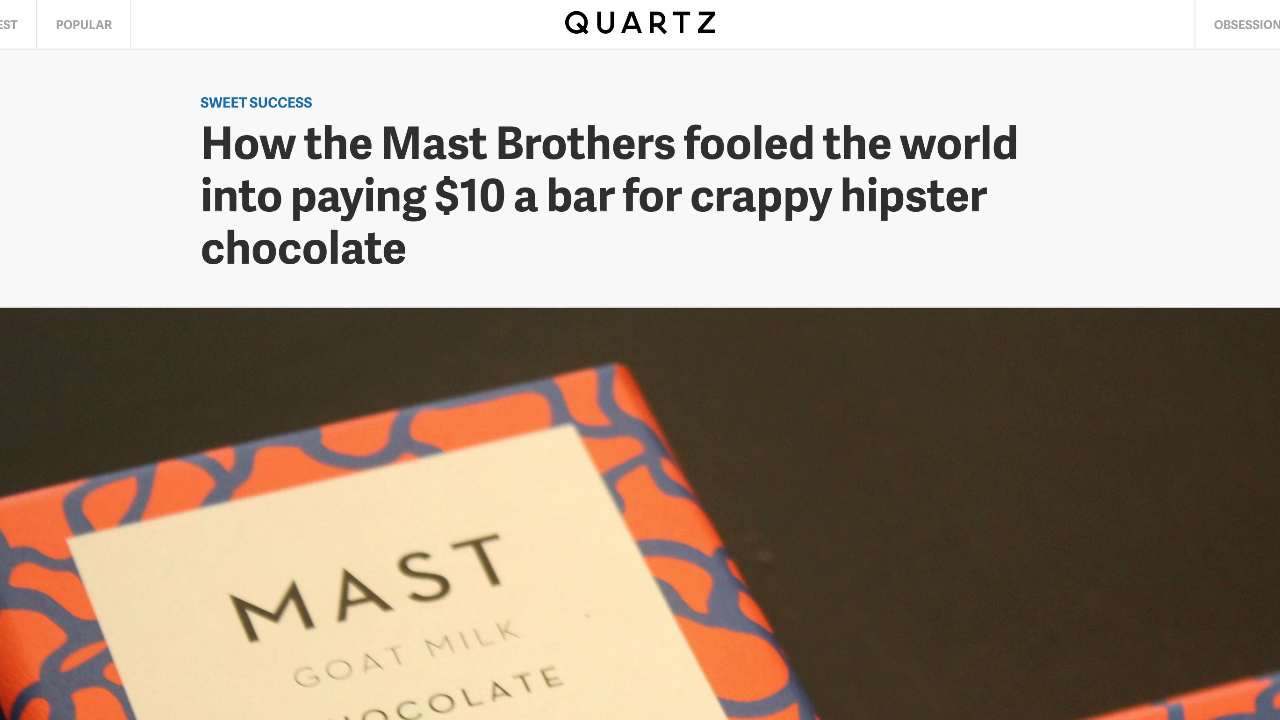 EST
POPULAR
QUARTZ
OBSESSION
SWEET SUCCESS
How the Mast Brothers fooled the world
into paying $10 a bar for crappy hipster
chocolate
MAST
GOAT MILK
HOCOLATE